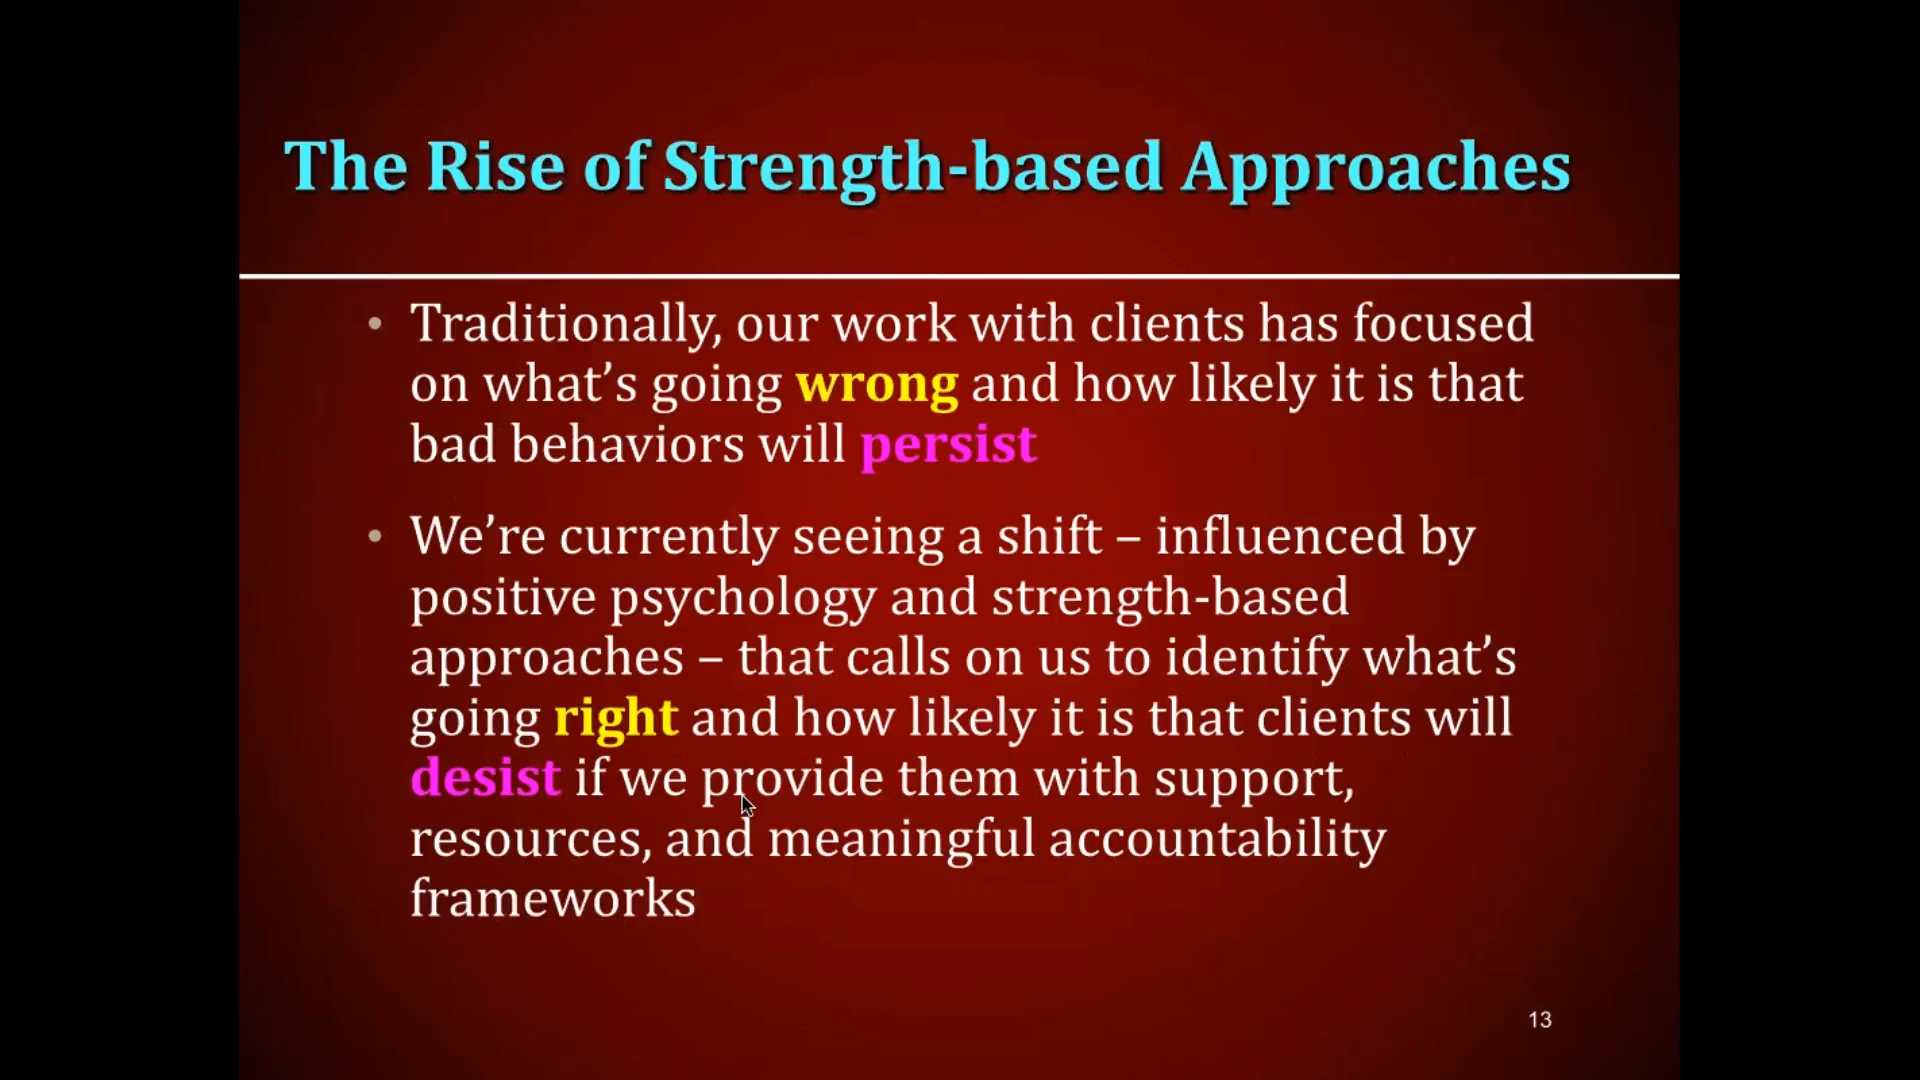 The Rise of Strength-based Approaches
• Traditionally, our work with clients has focused
on what’s going wrong and how likely it is that
bad behaviors will persist
• We’re currently seeing a shift – influenced by
positive psychology and strength-based
approaches – that calls on us to identify what’s
going right and how likely it is that clients will
desist if we provide them with support,
resources, and meaningful accountability
frameworks
13